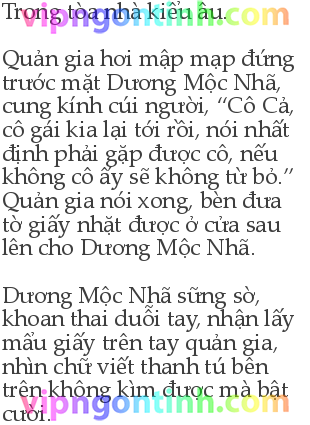 Trong tòa nhà kiểu âu.
vipngontinh.com
Quản gia hơi mập mạp đứng
trước mặt Dương Mộc Nhã,
cung kính cúi người, “Cô Cả,
cô gái kia lại tới rồi, nói nhất
định phải gặp được cô, nếu
không cô ấy sẽ không từ bỏ.”
Quản gia nói xong, bèn đưa
tờ giấy nhặt được ở cửa sau
lên cho Dương Mộc Nhã.
Dương Mộc Nhã sững sờ,
khoan thai duỗi tay, nhận lấy
mẩu giấy trên tay quản gia,
nhìn chữ viết thanh tú bên
trên không kìm được mà bật
cười.
vipngontinh.com